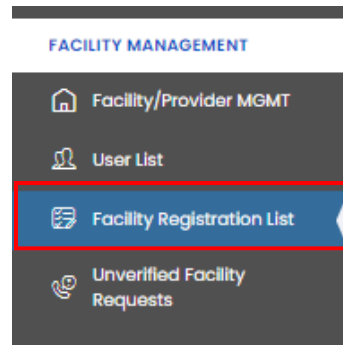 FACILITY MANAGEMENT
Facility/Provider MGMT
User List
Facility Registration List
Unverified Facility
Requests